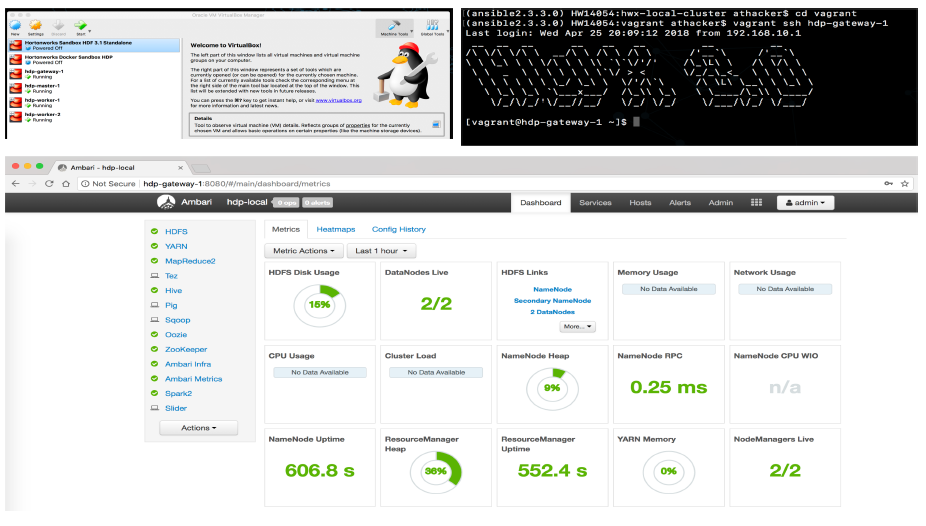 Oracle VM VirtualBox Manager
New Settings Discard Start
Machine Tools Global Tools
Hortonworks Sandbox HDF 3.1 Standalone
Powered Off
Hortonworks Docker Sandbox HDP
Powered Off
hdp-gateway-1
Running
hdp-master-1
Running
hdp-worker-1
Running
hdp-worker-2
Running
Welcome to VirtualBox!
The left part of this window lists all virtual machines and virtual machine
groups on your computer.
The right part of this window represents a set of tools which are
currently opened (or can be opened) for the currently chosen machine.
For a list of currently available tools check the corresponding menu at
the right side of the main tool bar located at the top of the window. This
list will be extended with new tools in future releases.
You can press the ⌘? key to get instant help, or visit www.virtualbox.org
for more information and latest news.
Details
Tool to observe virtual machine (VM) details. Reflects groups of properties for the currently
chosen VM and allows basic operations on certain properties (like the machine storage devices).
(ansible2.3.3.0) HW14054:hwx-local-cluster athacker$ cd vagrant
(ansible2.3.3.0) HW14054:vagrant athacker$ vagrant ssh hdp-gateway-1
Last login: Wed Apr 25 20:09:12 2018 from 192.168.10.1
[vagrant@hdp-gateway-1 ~]$
Ambari - hdp-local ×
Not Secure hdp-gateway-1:8080/#/main/dashboard/metrics
Ambari hdp-local 0 ops 0 alerts Dashboard Services Hosts Alerts Admin admin
HDFS
YARN
MapReduce2
Tez
Hive
Pig
Sqoop
Oozie
ZooKeeper
Ambari Infra
Ambari Metrics
Spark2
Slider
Actions
Metrics Heatmaps Config History
Metric Actions Last 1 hour
HDFS Disk Usage
15%
DataNodes Live
2/2
HDFS Links
NameNode
Secondary NameNode
2 DataNodes
More...
Memory Usage
No Data Available
Network Usage
No Data Available
CPU Usage
No Data Available
Cluster Load
No Data Available
NameNode Heap
9%
NameNode RPC
0.25 ms
NameNode CPU WIO
n/a
NameNode Uptime
606.8 s
ResourceManager
Heap
36%
ResourceManager
Uptime
552.4 s
YARN Memory
0%
NodeManagers Live
2/2